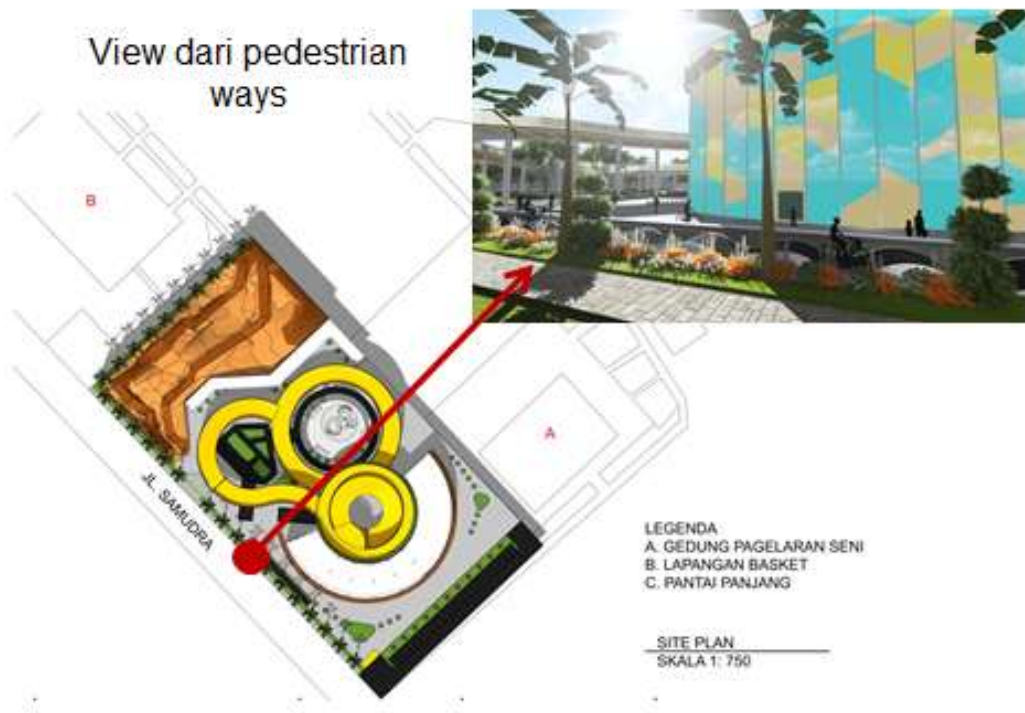 View dari pedestrian
ways
B
A
JL. SAMUDRA
LEGENDA
A. GEDUNG PAGELARAN SENI
B. LAPANGAN BASKET
C. PANTAI PANJANG
SITE PLAN
SKALA 1: 750